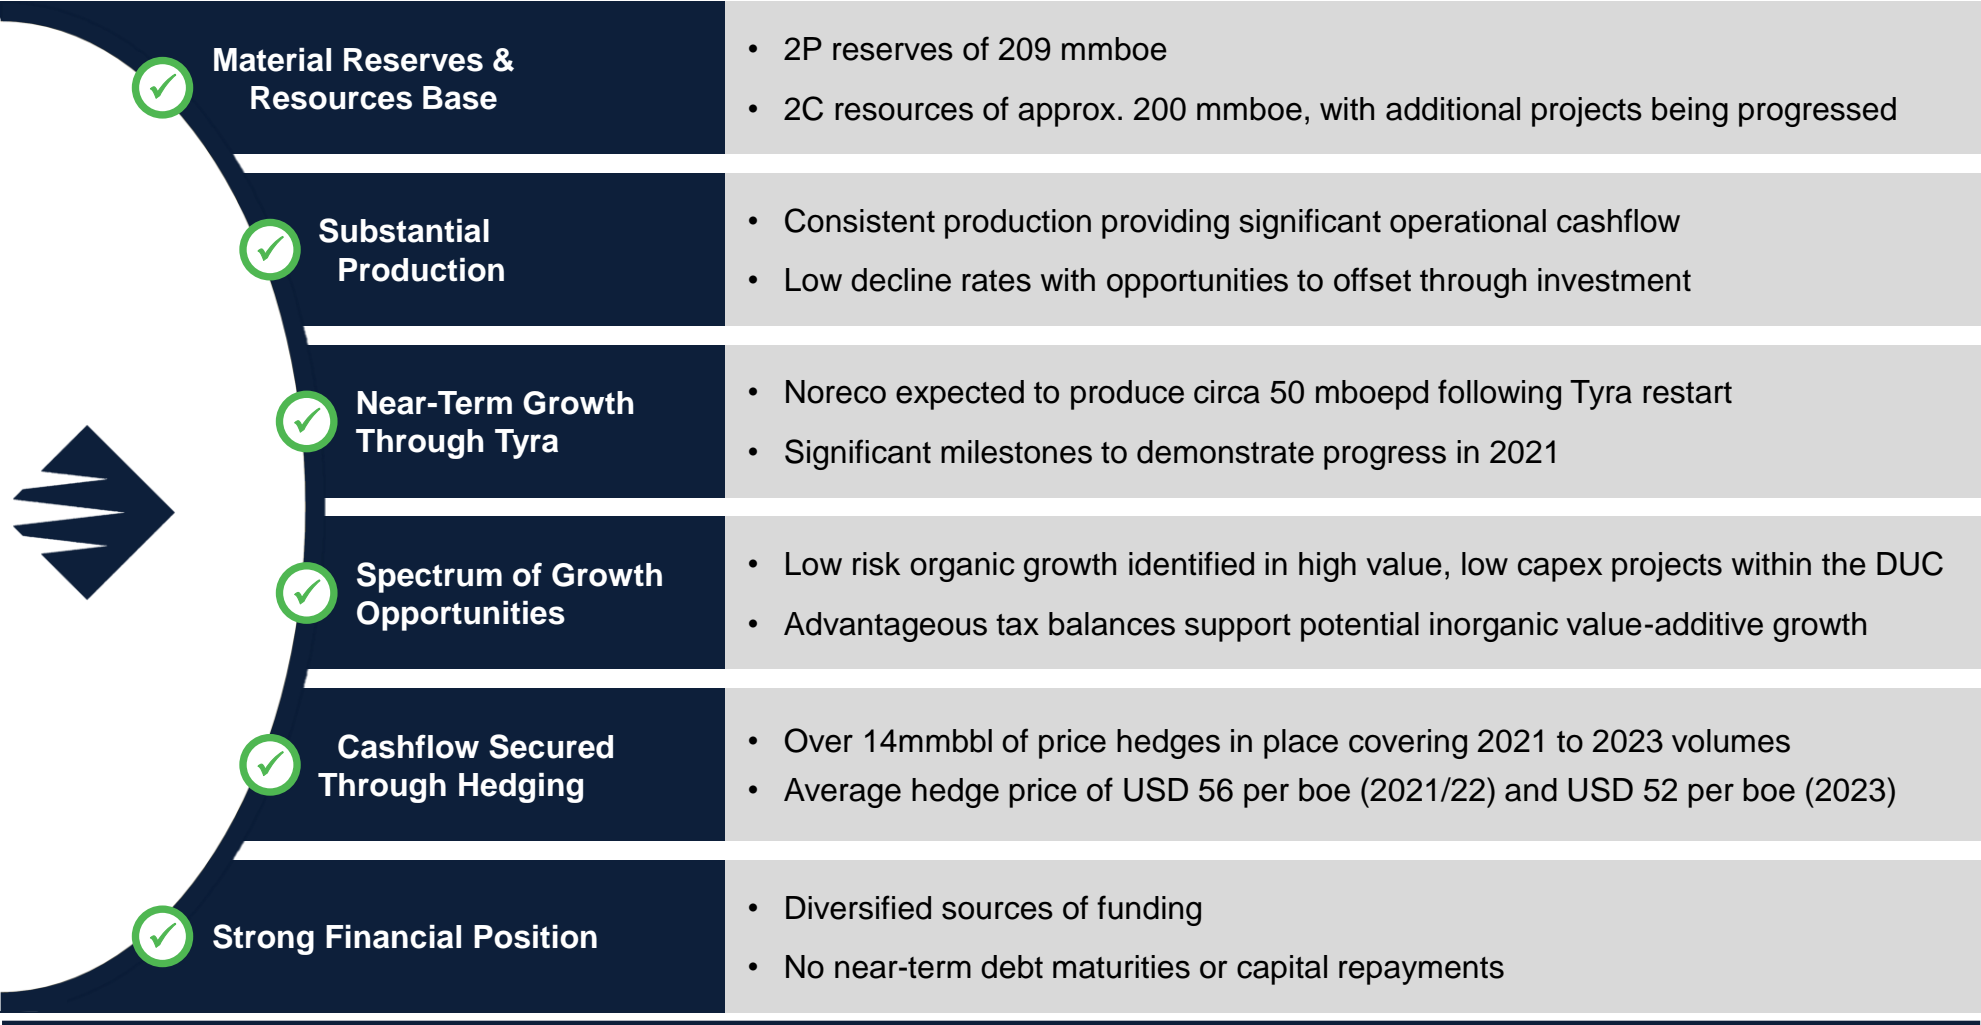 Material Reserves &
Resources Base
• 2P reserves of 209 mmboe
• 2C resources of approx. 200 mmboe, with additional projects being progressed
Substantial
Production
• Consistent production providing significant operational cashflow
• Low decline rates with opportunities to offset through investment
Near-Term Growth
Through Tyra
• Noreco expected to produce circa 50 mboepd following Tyra restart
• Significant milestones to demonstrate progress in 2021
Spectrum of Growth
Opportunities
• Low risk organic growth identified in high value, low capex projects within the DUC
• Advantageous tax balances support potential inorganic value-additive growth
Cashflow Secured
Through Hedging
• Over 14mmbbl of price hedges in place covering 2021 to 2023 volumes
• Average hedge price of USD 56 per boe (2021/22) and USD 52 per boe (2023)
Strong Financial Position
• Diversified sources of funding
• No near-term debt maturities or capital repayments